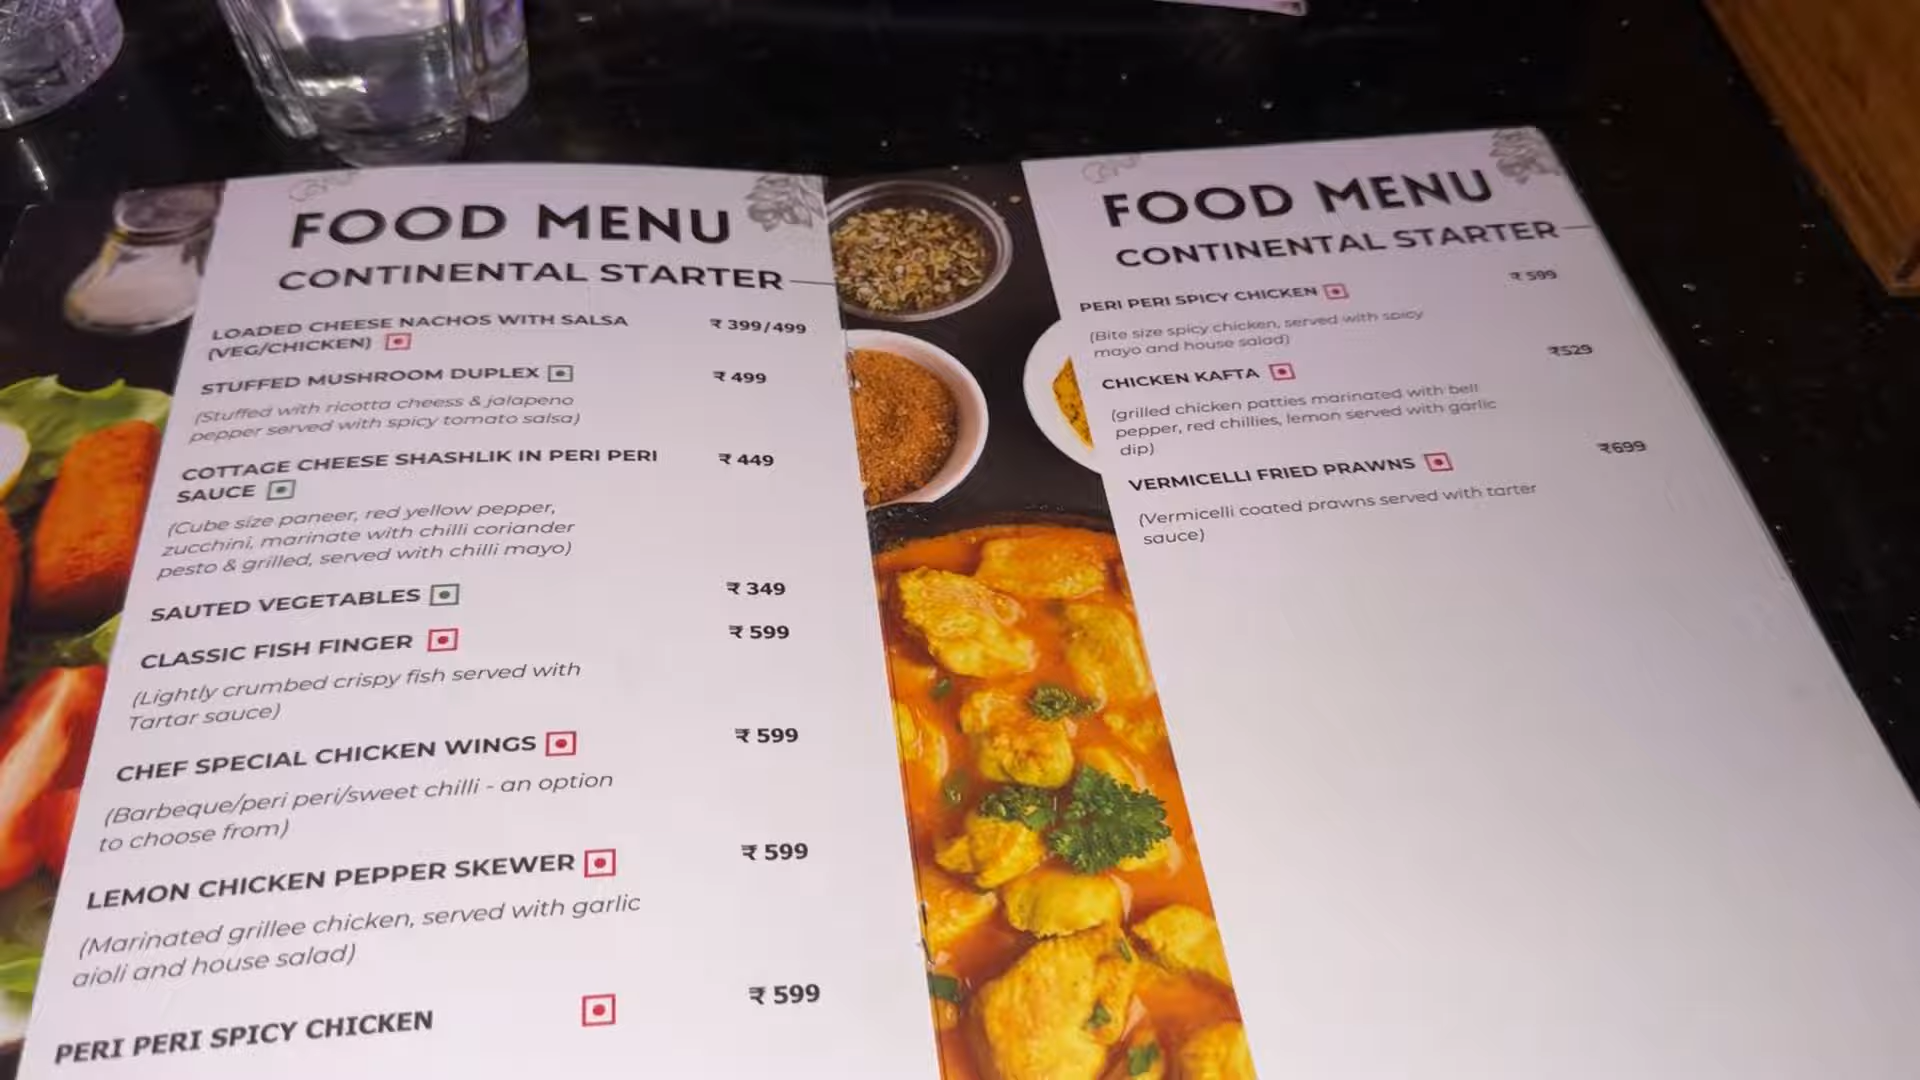 FOOD MENU
CONTINENTAL STARTER
LOADED CHEESE NACHOS WITH SALSA ₹ 399/499
(VEG/CHICKEN)
STUFFED MUSHROOM DUPLEX ₹ 499
(Stuffed with ricotta cheess & jalapeno
pepper served with spicy tomato salsa)
COTTAGE CHEESE SHASHLIK IN PERI PERI ₹ 449
SAUCE
(Cube size paneer, red yellow pepper,
zucchini, marinate with chilli coriander
pesto & grilled, served with chilli mayo)
SAUTED VEGETABLES ₹ 349
CLASSIC FISH FINGER ₹ 599
(Lightly crumbed crispy fish served with
Tartar sauce)
CHEF SPECIAL CHICKEN WINGS ₹ 599
(Barbeque/peri peri/sweet chilli - an option
to choose from)
LEMON CHICKEN PEPPER SKEWER ₹ 599
(Marinated grillee chicken, served with garlic
aioli and house salad)
PERI PERI SPICY CHICKEN ₹ 599
FOOD MENU
CONTINENTAL STARTER
PERI PERI SPICY CHICKEN ₹ 599
(Bite size spicy chicken, served with spicy
mayo and house salad)
CHICKEN KAFTA ₹529
(grilled chicken patties marinated with bell
pepper, red chillies, lemon served with garlic
dip)
VERMICELLI FRIED PRAWNS ₹699
(Vermicelli coated prawns served with tarter
sauce)